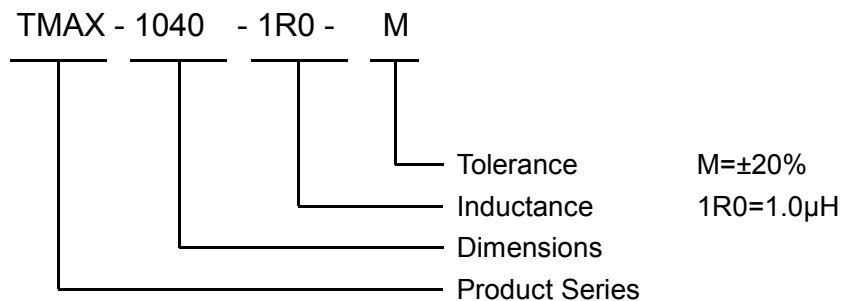 TMAX - 1040 - 1R0 - M
Tolerance M=±20%
Inductance 1R0=1.0μH
Dimensions
Product Series